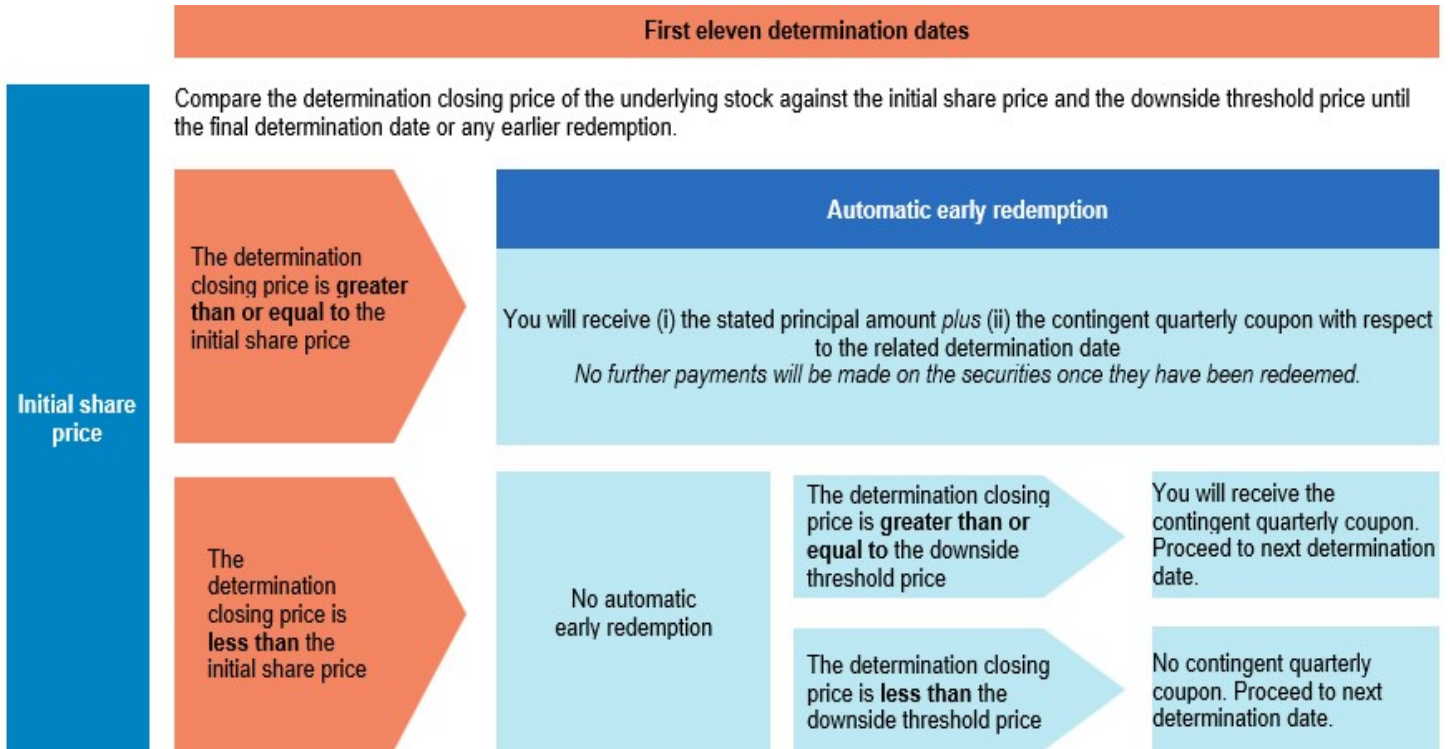 First eleven determination dates
Compare the determination closing price of the underlying stock against the initial share price and the downside threshold price until
the final determination date or any earlier redemption.
Initial share
price
The determination
closing price is greater
than or equal to the
initial share price
Automatic early redemption
You will receive (i) the stated principal amount plus (ii) the contingent quarterly coupon with respect
to the related determination date
No further payments will be made on the securities once they have been redeemed.
The
determination
closing price is
less than the
initial share price
No automatic
early redemption
The determination closing
price is greater than or
equal to the downside
threshold price
You will receive the
contingent quarterly coupon.
Proceed to next determination
date.
The determination closing
price is less than the
downside threshold price
No contingent quarterly
coupon. Proceed to next
determination date.